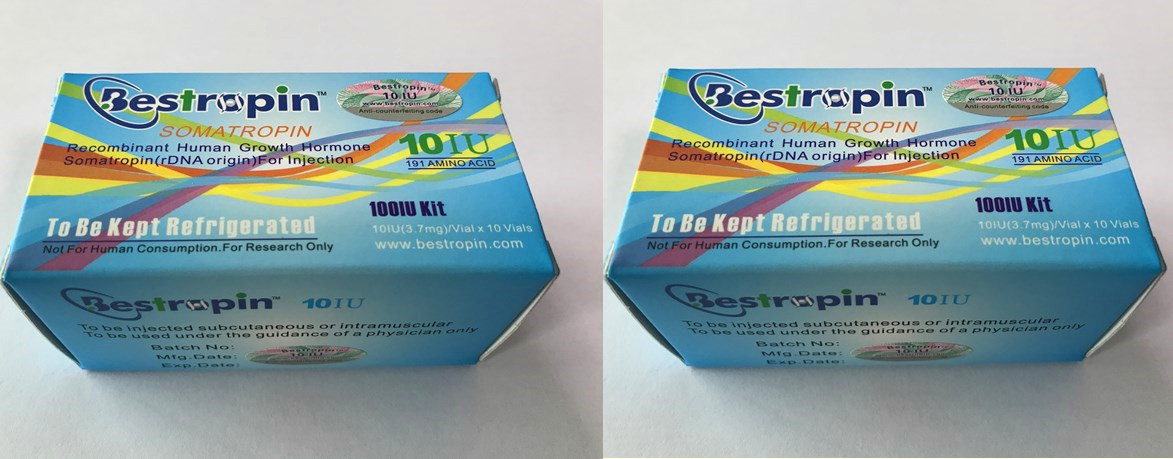 Bestropin™
Bestropin™
10 IU
www.bestropin.com
Anti-counterfeiting code
SOMATROPIN
Recombinant Human Growth Hormone
Somatropin(rDNA origin)For Injection
10IU
191 AMINO ACID
100IU Kit
To Be Kept Refrigerated
10IU(3.7mg)/Vial x 10 Vials
Not For Human Consumption.For Research Only
www.bestropin.com
Bestropin™ 10IU
To be injected subcutaneous or intramuscular
To be used under the guidance of a physician only
Batch No:
Mfg.Date:
Exp.Date:
Bestropin
10 IU
Bestropin™
Bestropin™
10 IU
www.bestropin.com
Anti-counterfeiting code
SOMATROPIN
Recombinant Human Growth Hormone
Somatropin(rDNA origin)For Injection
10IU
191 AMINO ACID
100IU Kit
To Be Kept Refrigerated
10IU(3.7mg)/Vial x 10 Vials
Not For Human Consumption.For Research Only
www.bestropin.com
Bestropin™ 10IU
To be injected subcutaneous or intramuscular
To be used under the guidance of a physician only
Batch No:
Mfg.Date:
Exp.Date:
Bestropin
10 IU